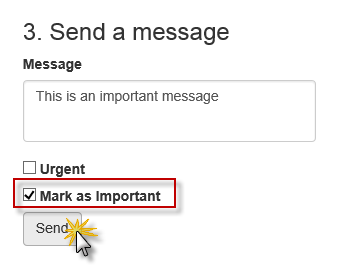 3. Send a message
Message
This is an important message
Urgent
Mark as Important
Send